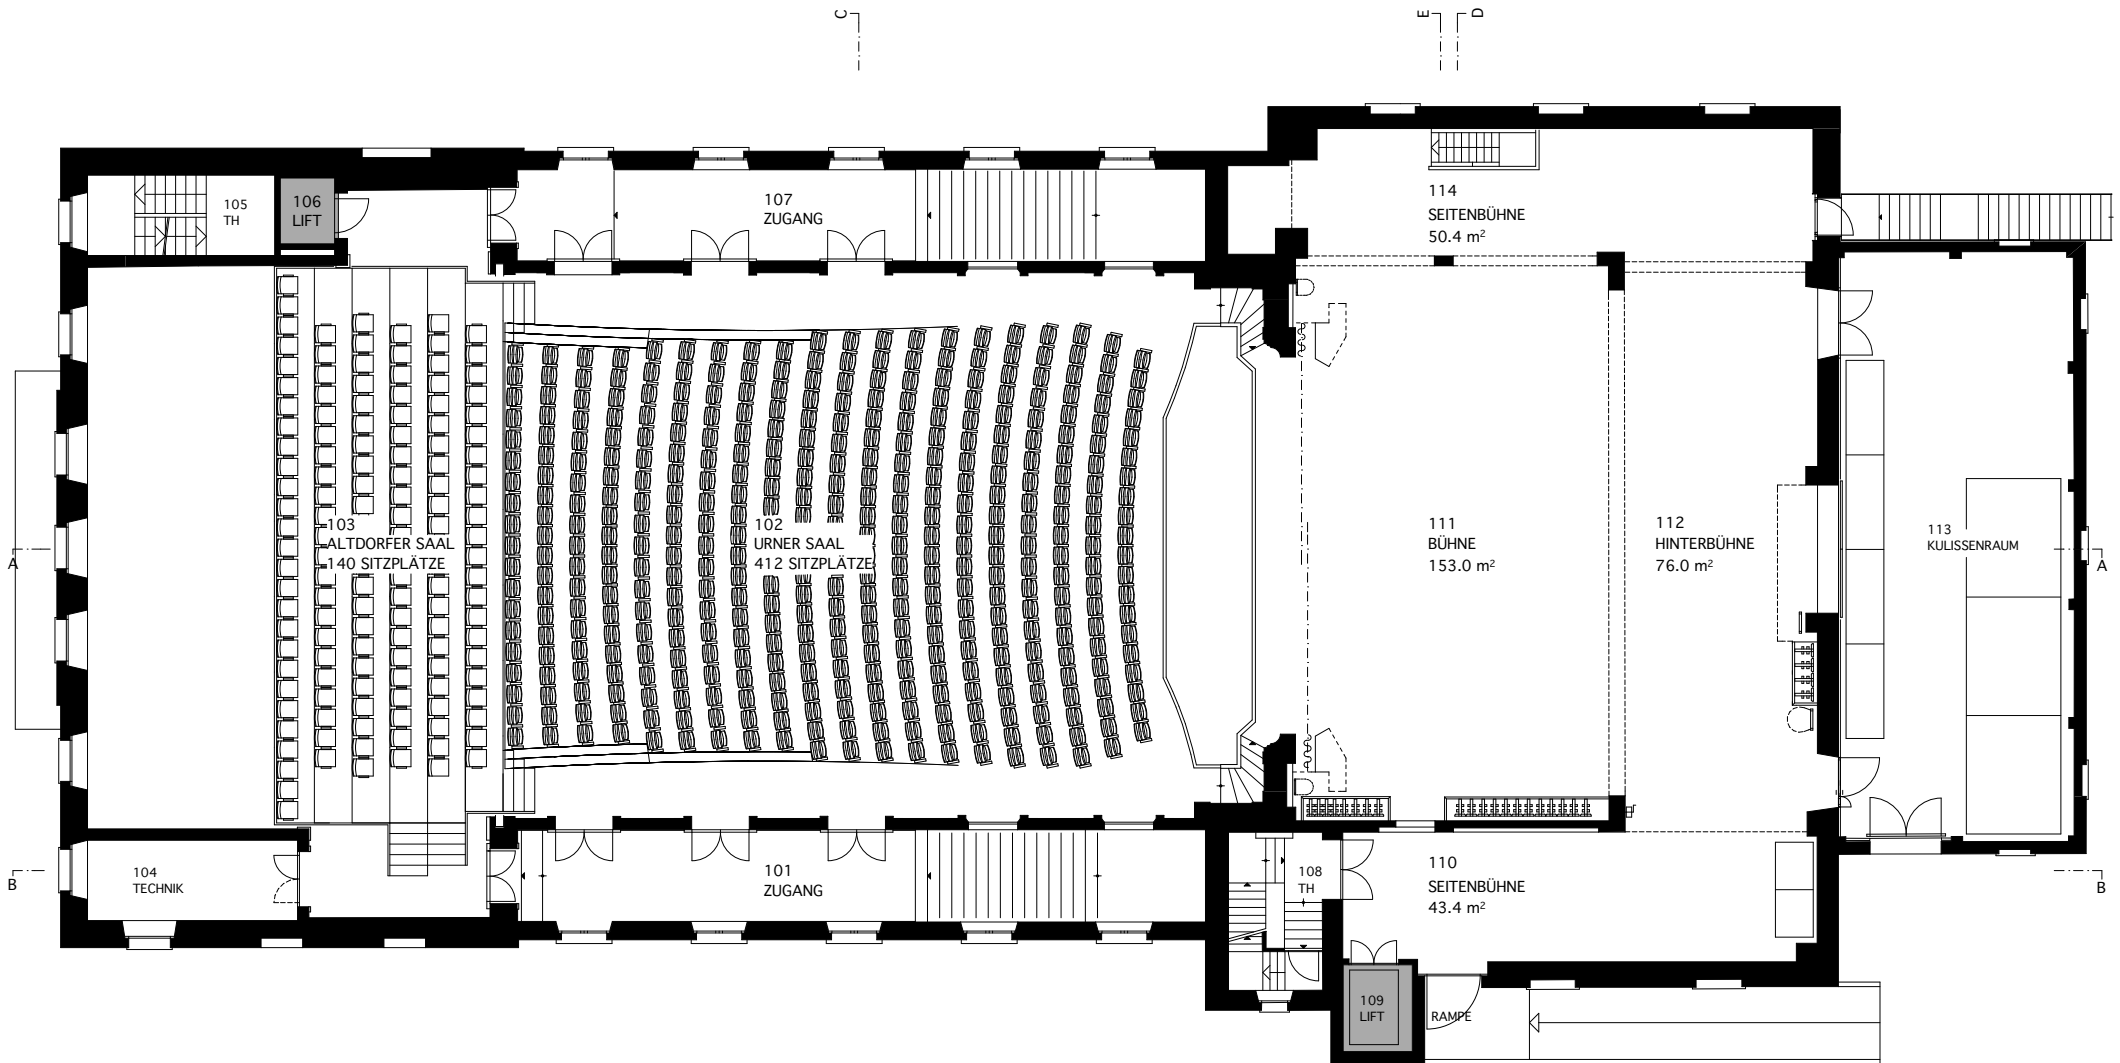 C
E
D
105
TH
106
LIFT
107
ZUGANG
114
SEITENBÜHNE
50.4 m²
103
ALTDORFER SAAL
140 SITZPLÄTZE
102
URNER SAAL
412 SITZPLÄTZE
111
BÜHNE
153.0 m²
112
HINTERBÜHNE
76.0 m²
113
KULISSENRAUM
A
A
104
TECHNIK
101
ZUGANG
108
TH
110
SEITENBÜHNE
43.4 m²
B
B
109
LIFT
RAMPE